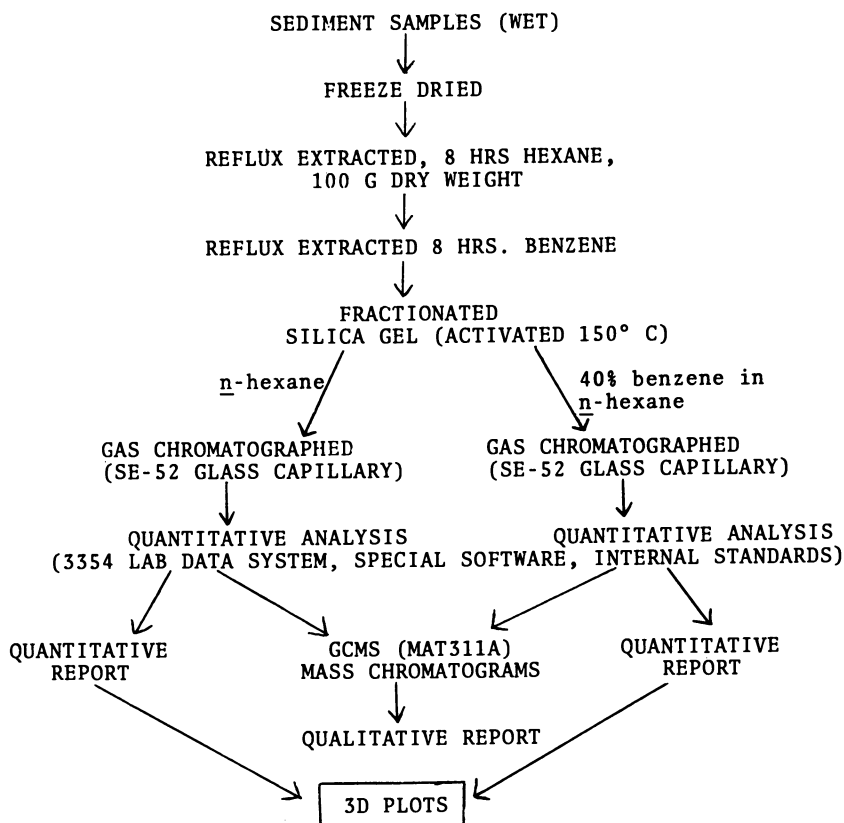 SEDIMENT SAMPLES (WET)
FREEZE DRIED
REFLUX EXTRACTED, 8 HRS HEXANE,
100 G DRY WEIGHT
REFLUX EXTRACTED 8 HRS. BENZENE
FRACTIONATED
SILICA GEL (ACTIVATED 150° C)
n-hexane
40% benzene in
n-hexane
GAS CHROMATOGRAPHED
(SE-52 GLASS CAPILLARY)
GAS CHROMATOGRAPHED
(SE-52 GLASS CAPILLARY)
QUANTITATIVE ANALYSIS
QUANTITATIVE ANALYSIS
(3354 LAB DATA SYSTEM, SPECIAL SOFTWARE, INTERNAL STANDARDS)
QUANTITATIVE
REPORT
GCMS (MAT311A)
MASS CHROMATOGRAMS
QUANTITATIVE
REPORT
QUALITATIVE REPORT
3D PLOTS